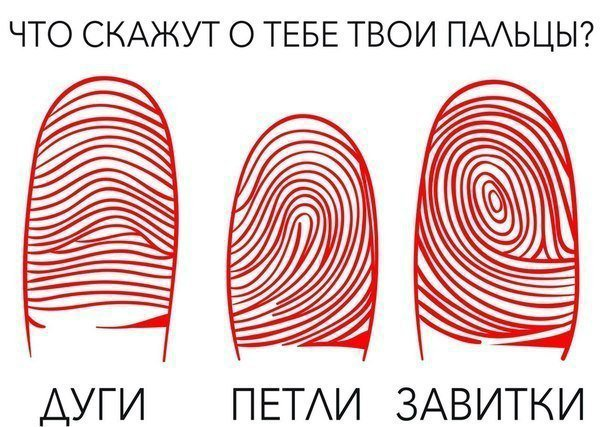 ЧТО СКАЖУТ О ТЕБЕ ТВОИ ПАЛЬЦЫ?
ДУГИ ПЕТЛИ ЗАВИТКИ